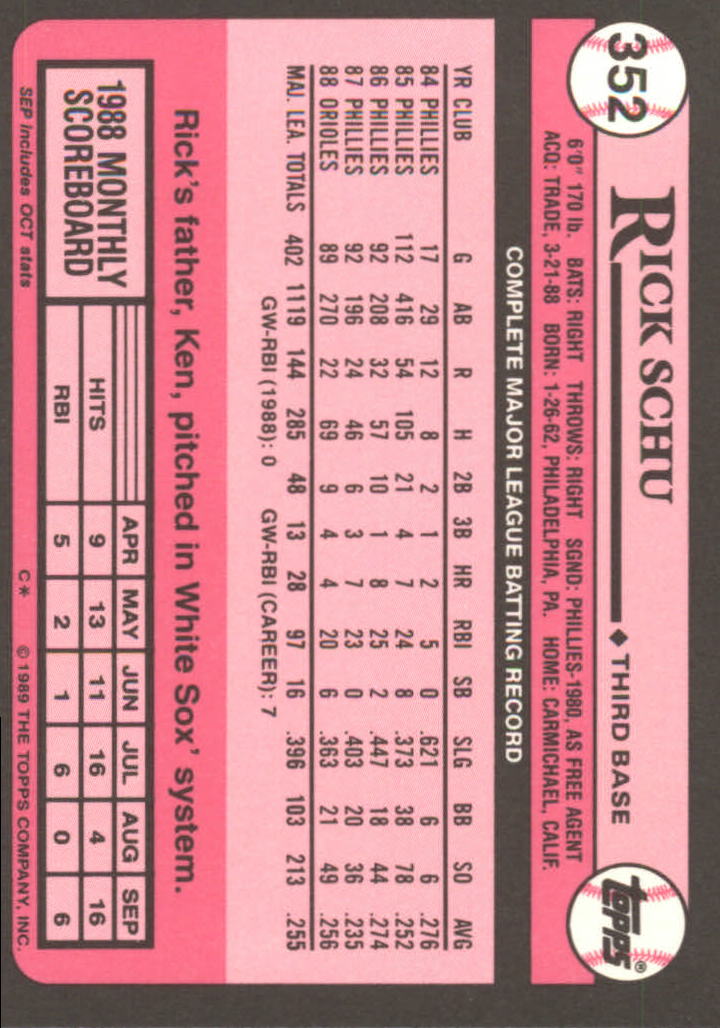 352
RICK SCHU ◆ THIRD BASE
topps®
6'0" 170 lb. BATS: RIGHT THROWS: RIGHT SGND: PHILLIES-1980, AS FREE AGENT
ACQ: TRADE, 3-21-88 BORN: 1-26-62, PHILADELPHIA, PA. HOME: CARMICHAEL, CALIF.
COMPLETE MAJOR LEAGUE BATTING RECORD
YR CLUB G AB R H 2B 3B HR RBI SB SLG BB SO AVG
84 PHILLIES 17 29 12 8 2 1 2 5 0 .621 6 6 .276
85 PHILLIES 112 416 54 105 21 4 7 24 8 .373 38 78 .252
86 PHILLIES 92 208 32 57 10 1 8 25 2 .447 18 44 .274
87 PHILLIES 92 196 24 46 6 3 7 23 0 .403 20 36 .235
88 ORIOLES 89 270 22 69 9 4 4 20 6 .363 21 49 .256
MAJ. LEA. TOTALS 402 1119 144 285 48 13 28 97 16 .396 103 213 .255
GW-RBI (1988): 0 GW-RBI (CAREER): 7
Rick's father, Ken, pitched in White Sox' system.
1988 MONTHLY
SCOREBOARD
APR MAY JUN JUL AUG SEP
HITS 9 13 11 16 4 16
RBI 5 2 1 6 0 6
SEP includes OCT stats C* © 1989 THE TOPPS COMPANY, INC.